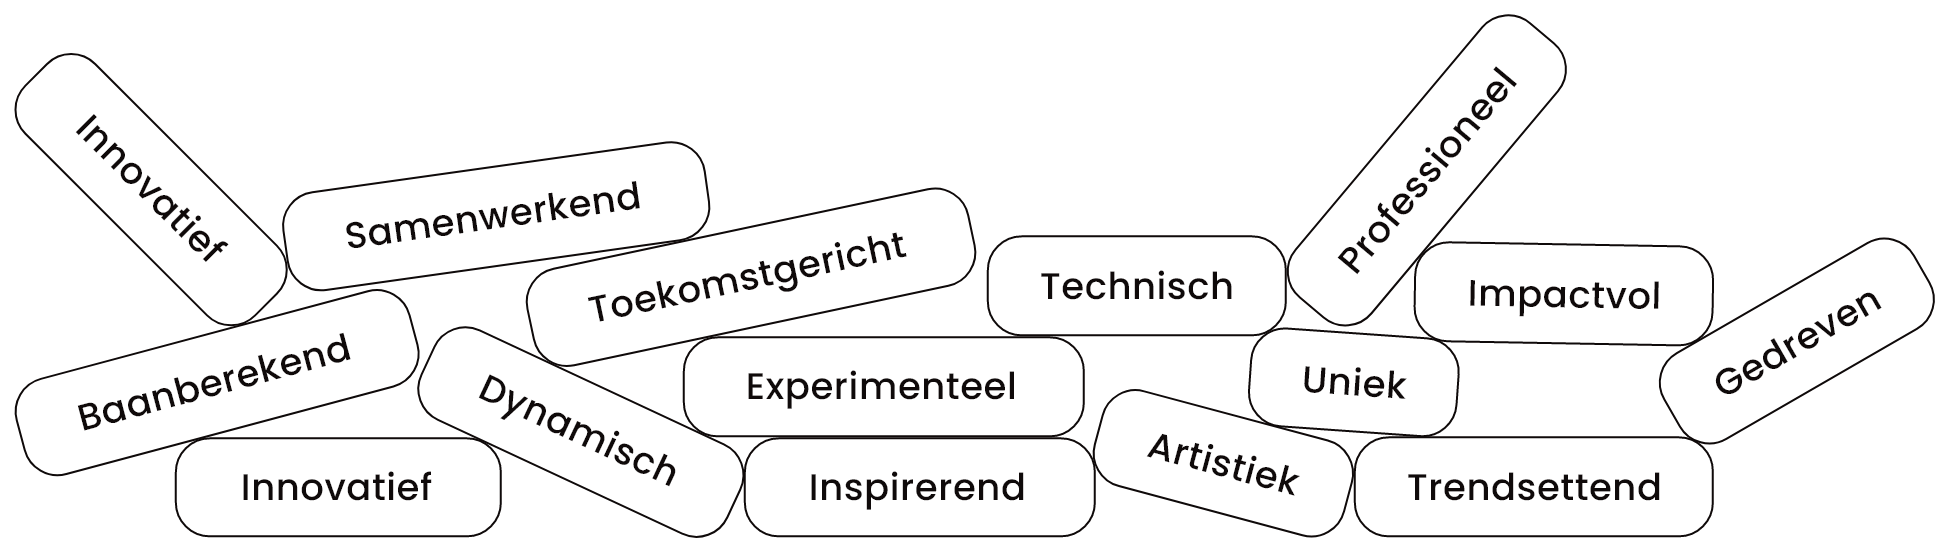 Innovatief
Samenwerkend
Toekomstgericht
Technisch
Professioneel
Impactvol
Gedreven
Baanberekend
Dynamisch
Experimenteel
Uniek
Innovatief
Inspirerend
Artistiek
Trendsettend